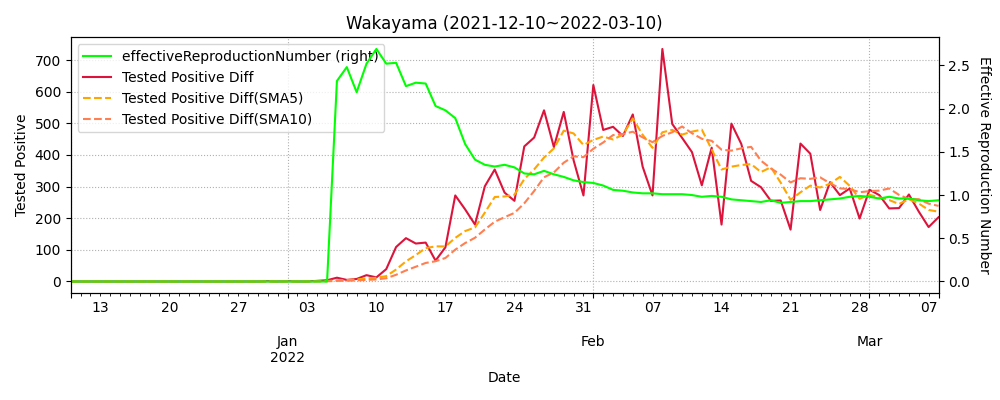 Wakayama (2021-12-10~2022-03-10)
effectiveReproductionNumber (right)
Tested Positive Diff
Tested Positive Diff(SMA5)
Tested Positive Diff(SMA10)
Tested Positive
700
600
500
400
300
200
100
0
2.5
2.0
1.5
1.0
0.5
0.0
Effective Reproduction Number
13 20 27 03 10 17 24 31 07 14 21 28 07
Jan Feb Mar
2022
Date